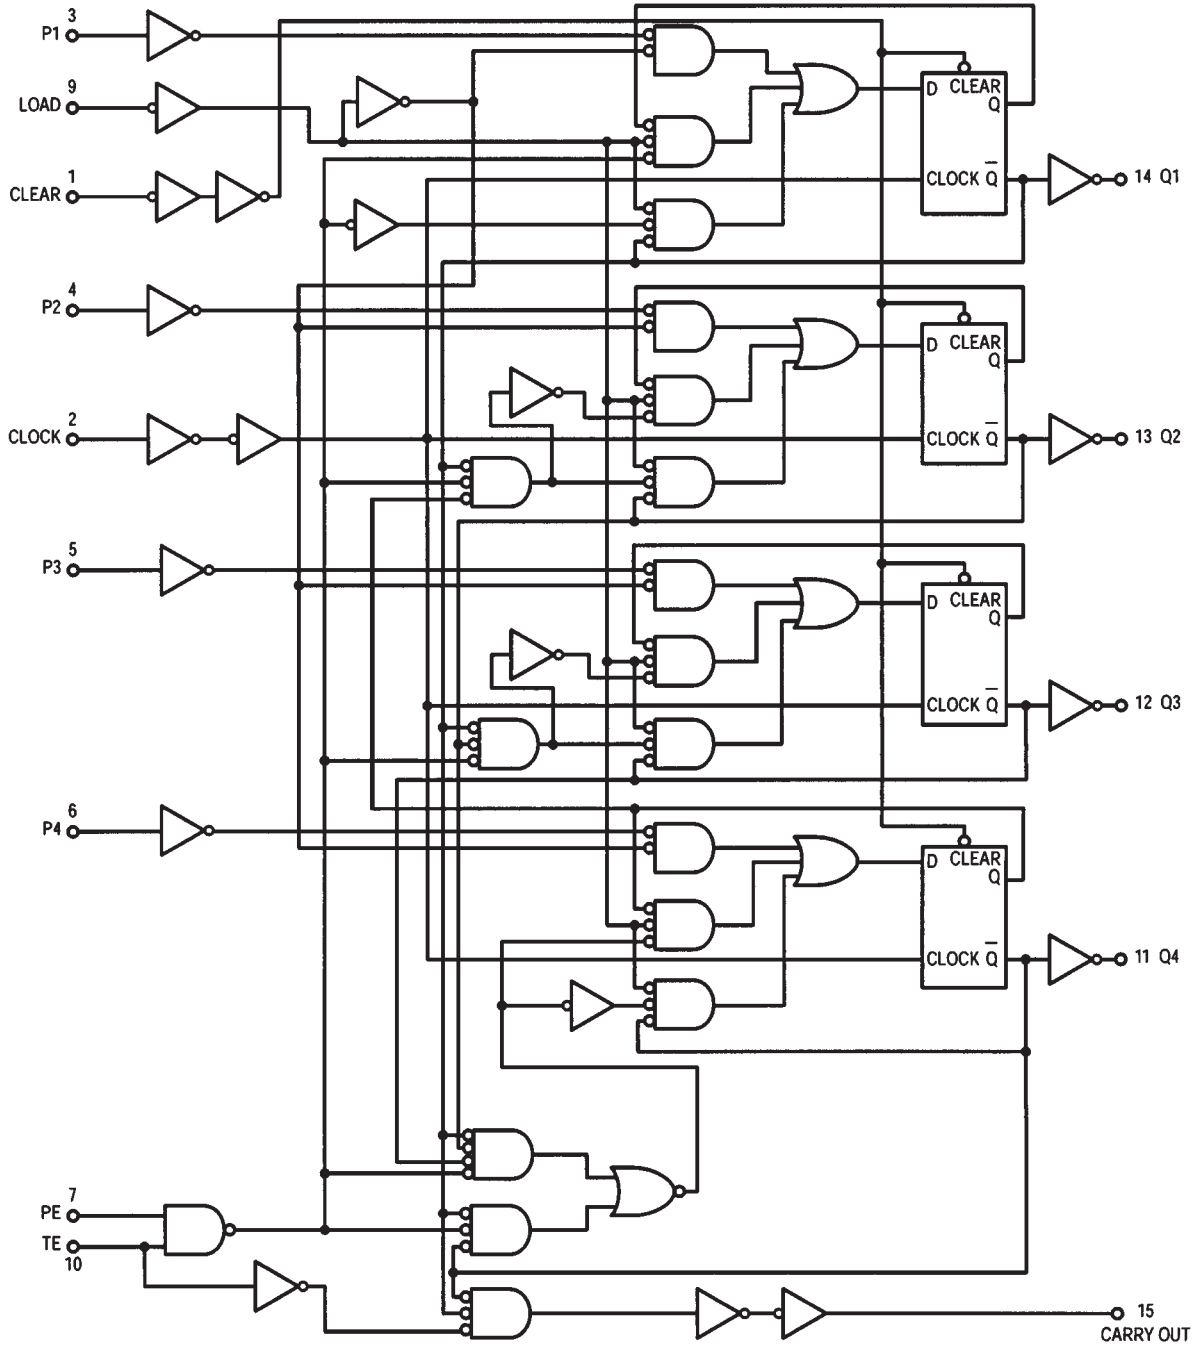 3
P1
9
LOAD
1
CLEAR
D CLEAR
Q
CLOCK Q̅
14 Q1
4
P2
D CLEAR
Q
2
CLOCK
CLOCK Q̅
13 Q2
5
P3
D CLEAR
Q
CLOCK Q̅
12 Q3
6
P4
D CLEAR
Q
CLOCK Q̅
11 Q4
7
PE
TE
10
15
CARRY OUT